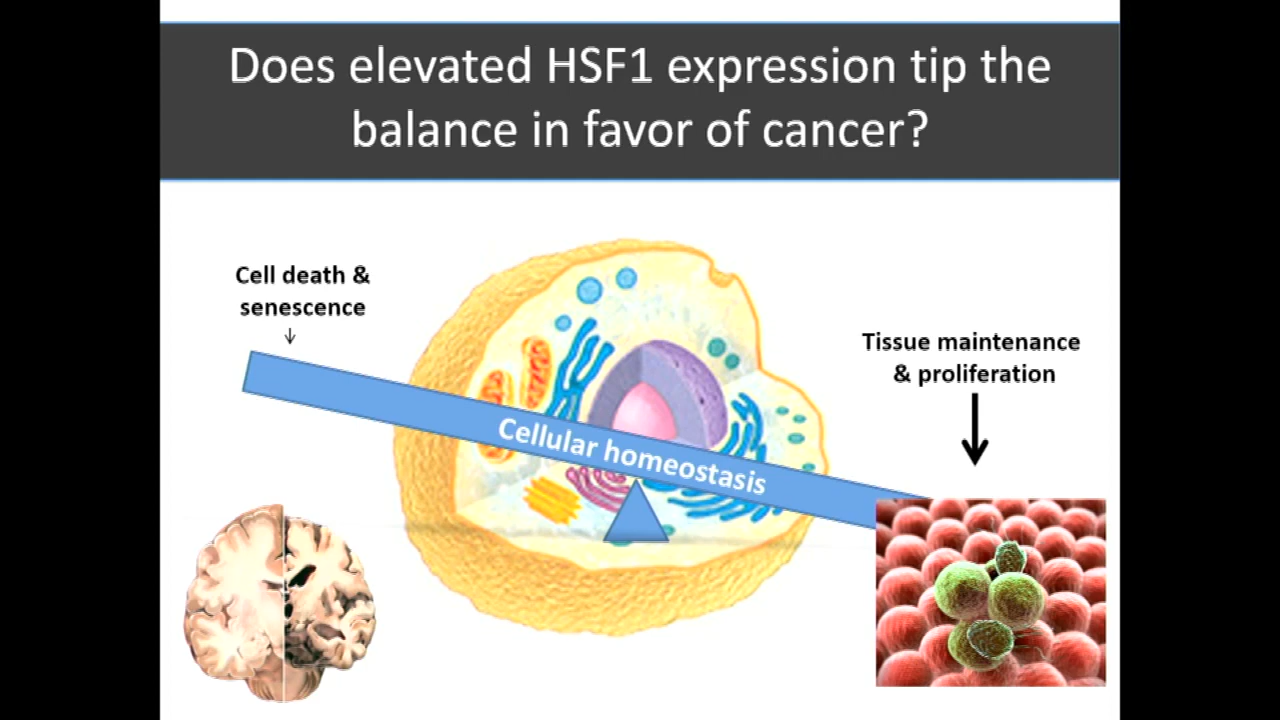 Does elevated HSF1 expression tip the
balance in favor of cancer?
Cell death &
senescence
Tissue maintenance
& proliferation
Cellular homeostasis